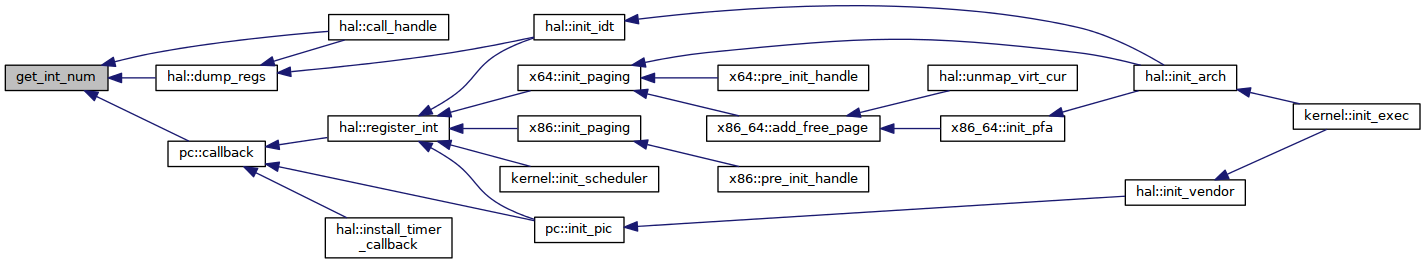 get_int_num
hal::call_handle
hal::dump_regs
pc::callback
hal::init_idt
x64::init_paging
hal::register_int
x86::init_paging
kernel::init_scheduler
pc::init_pic
hal::install_timer
_callback
x64::pre_init_handle
x86_64::add_free_page
x86::pre_init_handle
hal::unmap_virt_cur
x86_64::init_pfa
hal::init_arch
hal::init_vendor
kernel::init_exec